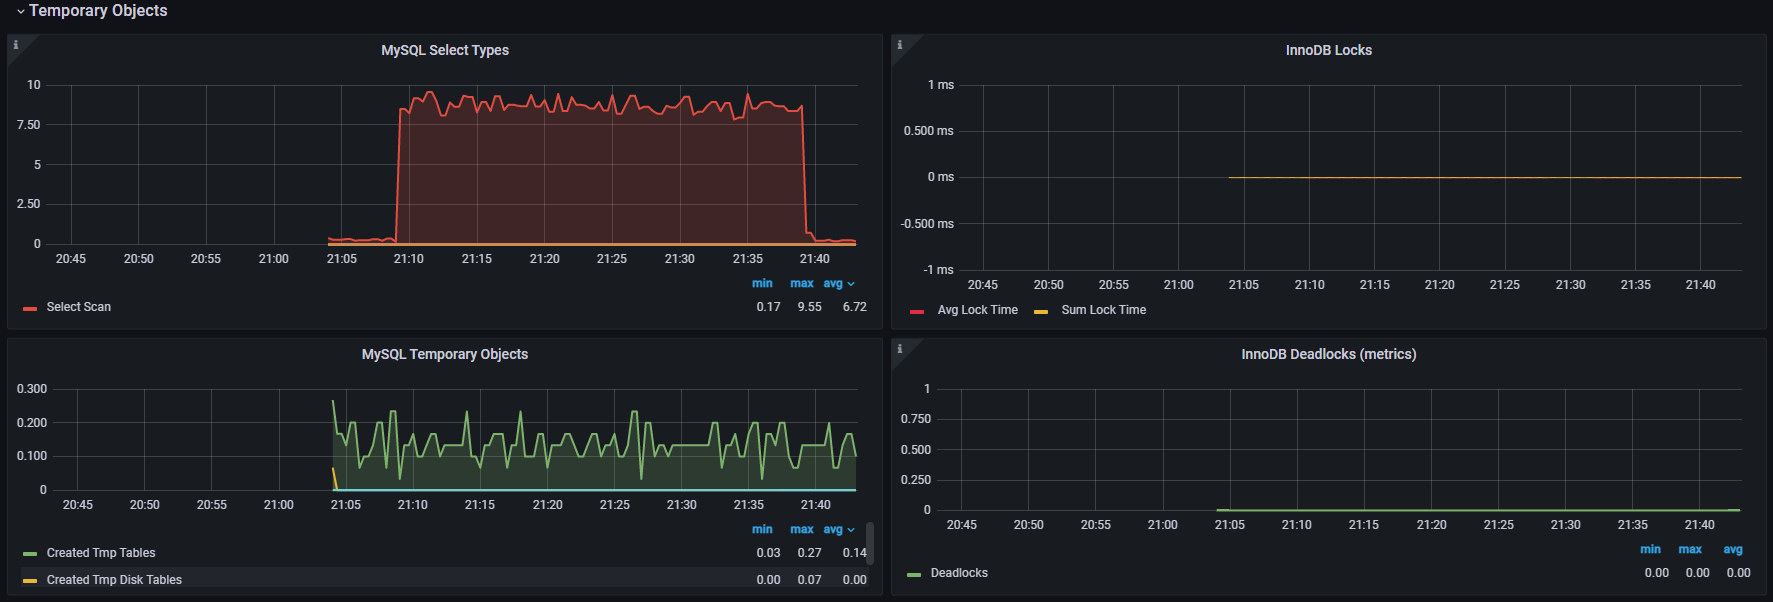 Temporary Objects
MySQL Select Types
10
7.50
5
2.50
0
20:45 20:50 20:55 21:00 21:05 21:10 21:15 21:20 21:25 21:30 21:35 21:40
min max avg
Select Scan 0.17 9.55 6.72
InnoDB Locks
1 ms
0.500 ms
0 ms
-0.500 ms
-1 ms
20:45 20:50 20:55 21:00 21:05 21:10 21:15 21:20 21:25 21:30 21:35 21:40
Avg Lock Time Sum Lock Time
MySQL Temporary Objects
0.300
0.200
0.100
0
20:45 20:50 20:55 21:00 21:05 21:10 21:15 21:20 21:25 21:30 21:35 21:40
min max avg
Created Tmp Tables 0.03 0.27 0.14
Created Tmp Disk Tables 0.00 0.07 0.00
InnoDB Deadlocks (metrics)
1
0.750
0.500
0.250
0
20:45 20:50 20:55 21:00 21:05 21:10 21:15 21:20 21:25 21:30 21:35 21:40
min max avg
Deadlocks 0.00 0.00 0.00